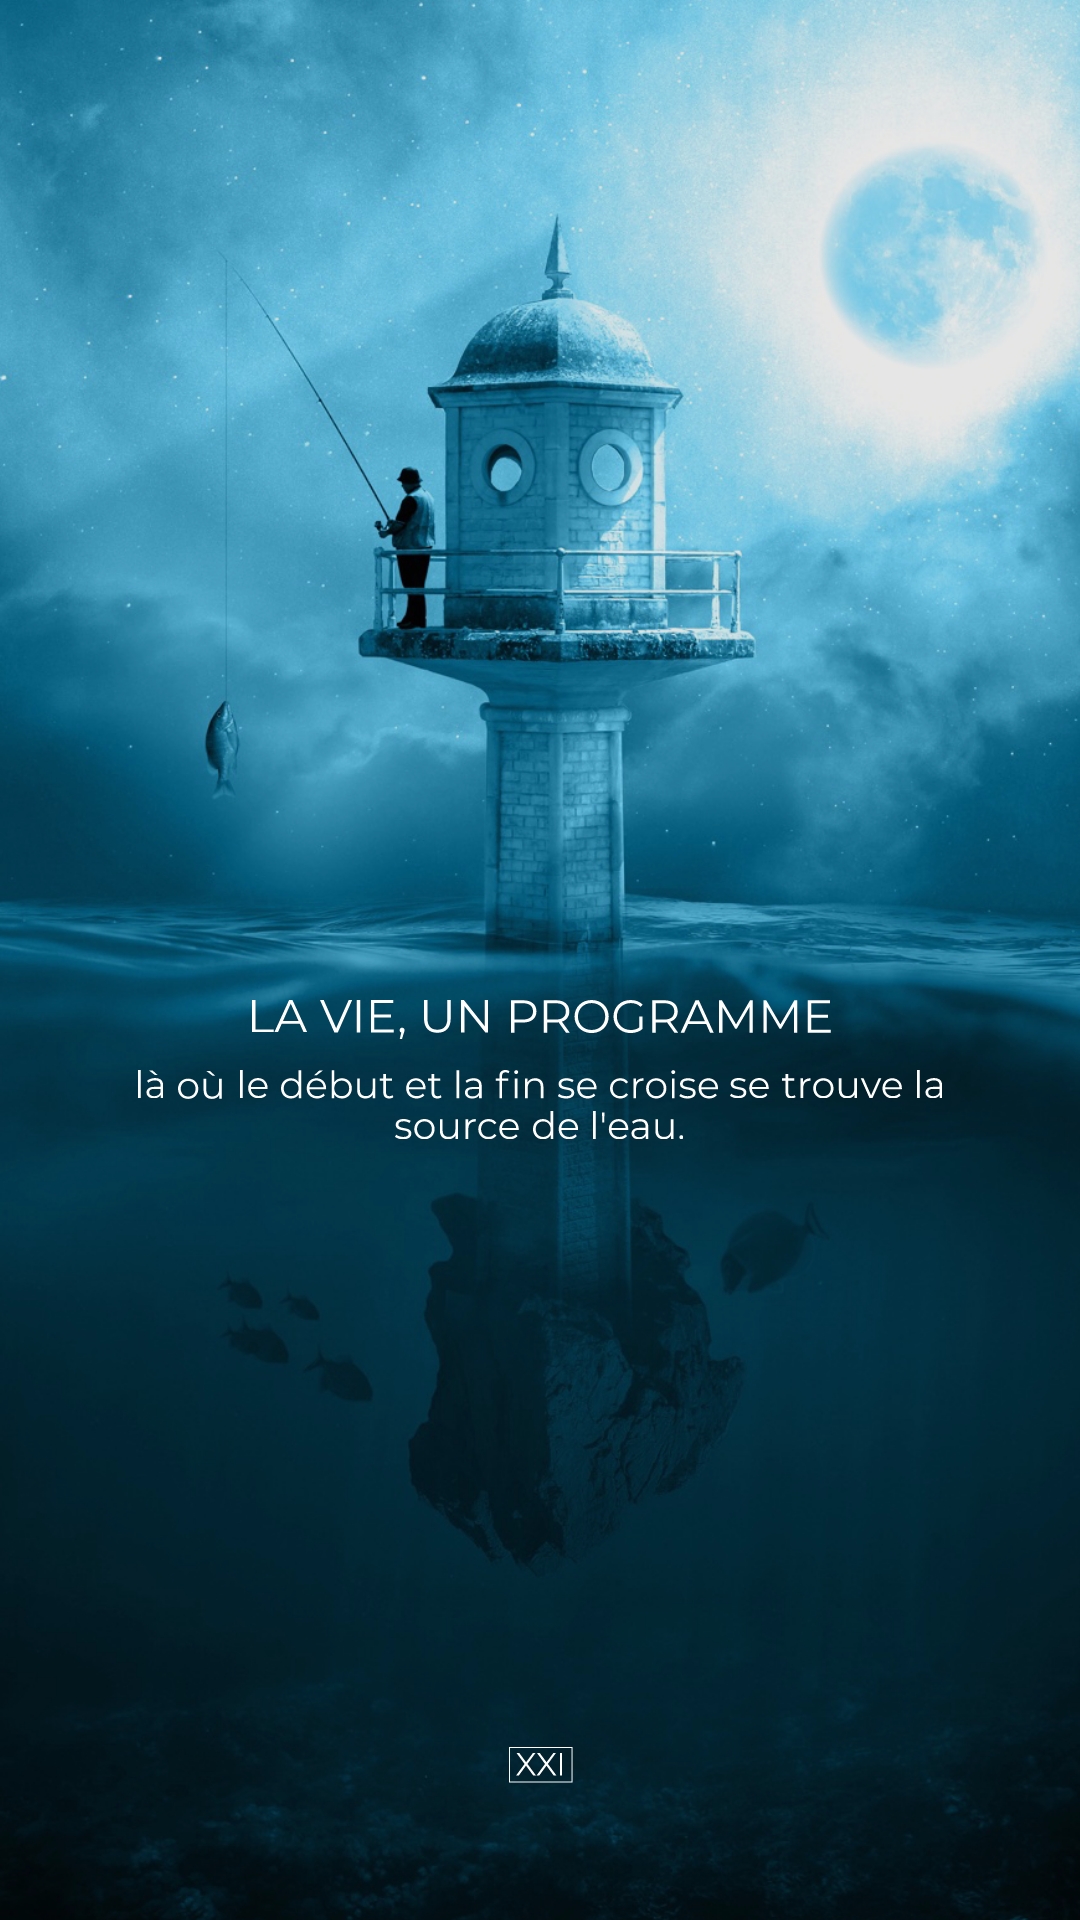 LA VIE, UN PROGRAMME
là où le début et la fin se croise se trouve la
source de l'eau.
XXI